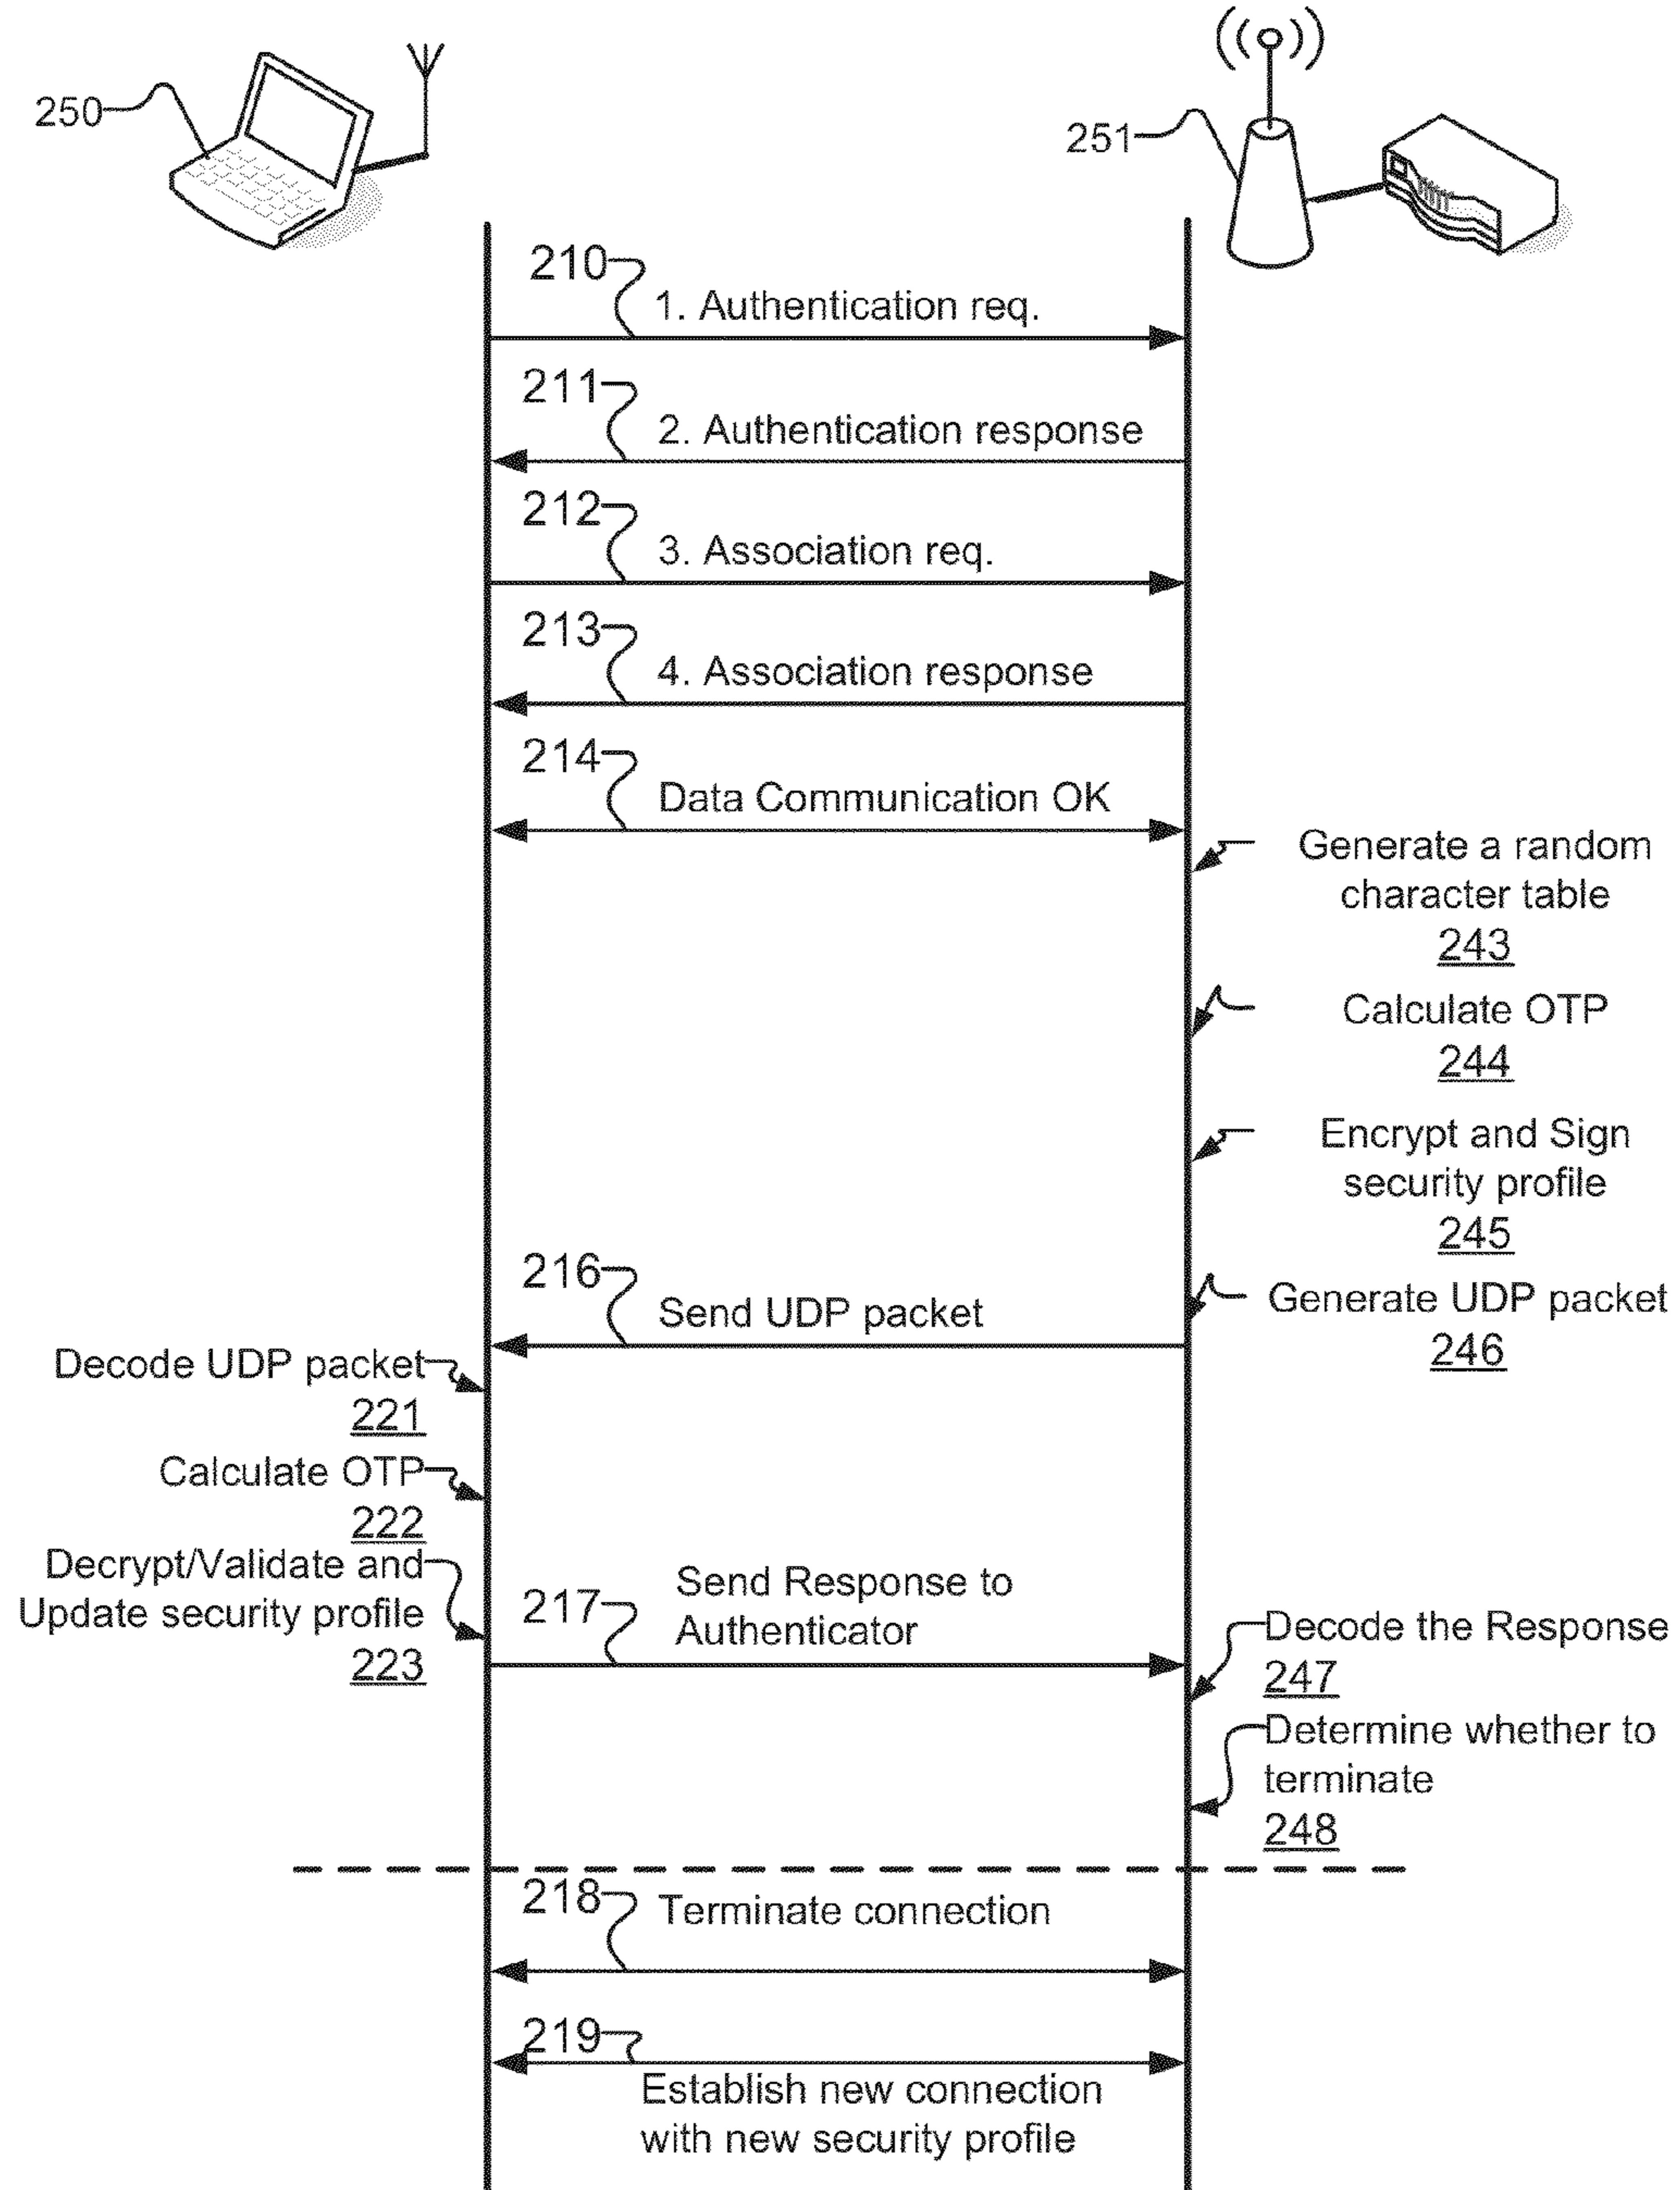 250
251
210
1. Authentication req.
211
2. Authentication response
212
3. Association req.
213
4. Association response
214
Data Communication OK
Generate a random
character table
243
Calculate OTP
244
Encrypt and Sign
security profile
245
216
Send UDP packet
Generate UDP packet
246
Decode UDP packet
221
Calculate OTP
222
Decrypt/Validate and
Update security profile
223
217
Send Response to
Authenticator
Decode the Response
247
Determine whether to
terminate
248
218
Terminate connection
219
Establish new connection
with new security profile